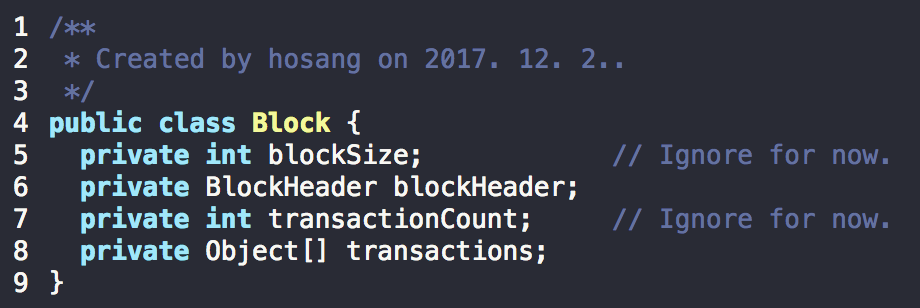 1 /**
2  * Created by hosang on 2017. 12. 2..
3  */
4 public class Block {
5   private int blockSize;            // Ignore for now.
6   private BlockHeader blockHeader;
7   private int transactionCount;     // Ignore for now.
8   private Object[] transactions;
9 }